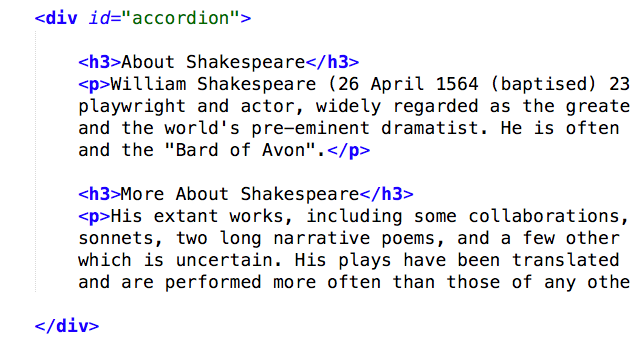 <div id="accordion">
<h3>About Shakespeare</h3>
<p>William Shakespeare (26 April 1564 (baptised) 23
playwright and actor, widely regarded as the greate
and the world's pre-eminent dramatist. He is often
and the "Bard of Avon".</p>
<h3>More About Shakespeare</h3>
<p>His extant works, including some collaborations,
sonnets, two long narrative poems, and a few other
which is uncertain. His plays have been translated
and are performed more often than those of any othe
</div>